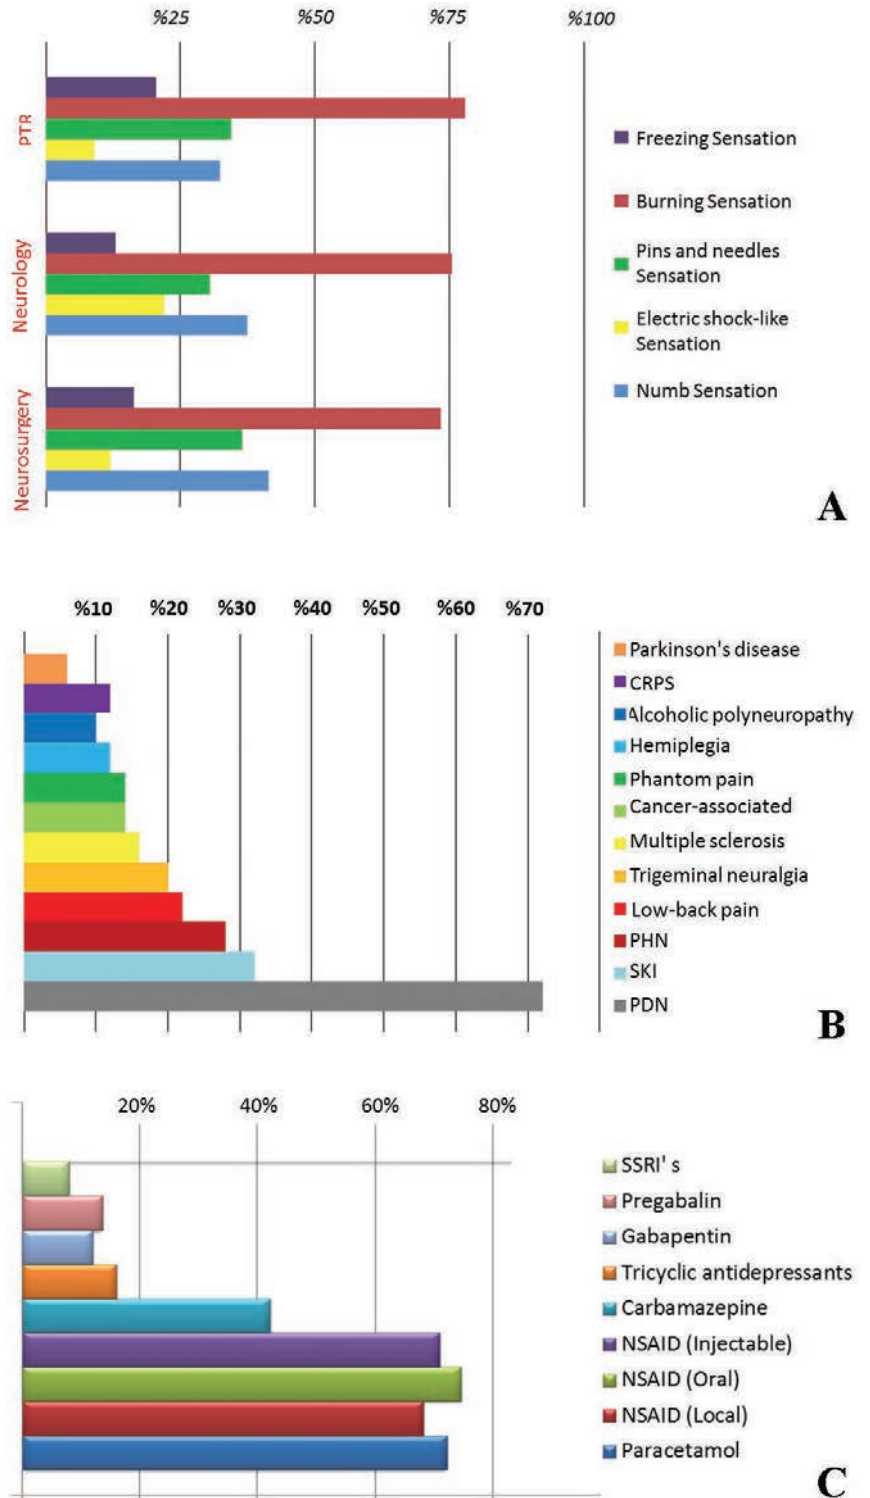 %25 %50 %75 %100
PTR
Neurology
Neurosurgery
Freezing Sensation
Burning Sensation
Pins and needles
Sensation
Electric shock-like
Sensation
Numb Sensation
A
%10 %20 %30 %40 %50 %60 %70
Parkinson's disease
CRPS
Alcoholic polyneuropathy
Hemiplegia
Phantom pain
Cancer-associated
Multiple sclerosis
Trigeminal neuralgia
Low-back pain
PHN
SKI
PDN
B
20% 40% 60% 80%
SSRI' s
Pregabalin
Gabapentin
Tricyclic antidepressants
Carbamazepine
NSAID (Injectable)
NSAID (Oral)
NSAID (Local)
Paracetamol
C